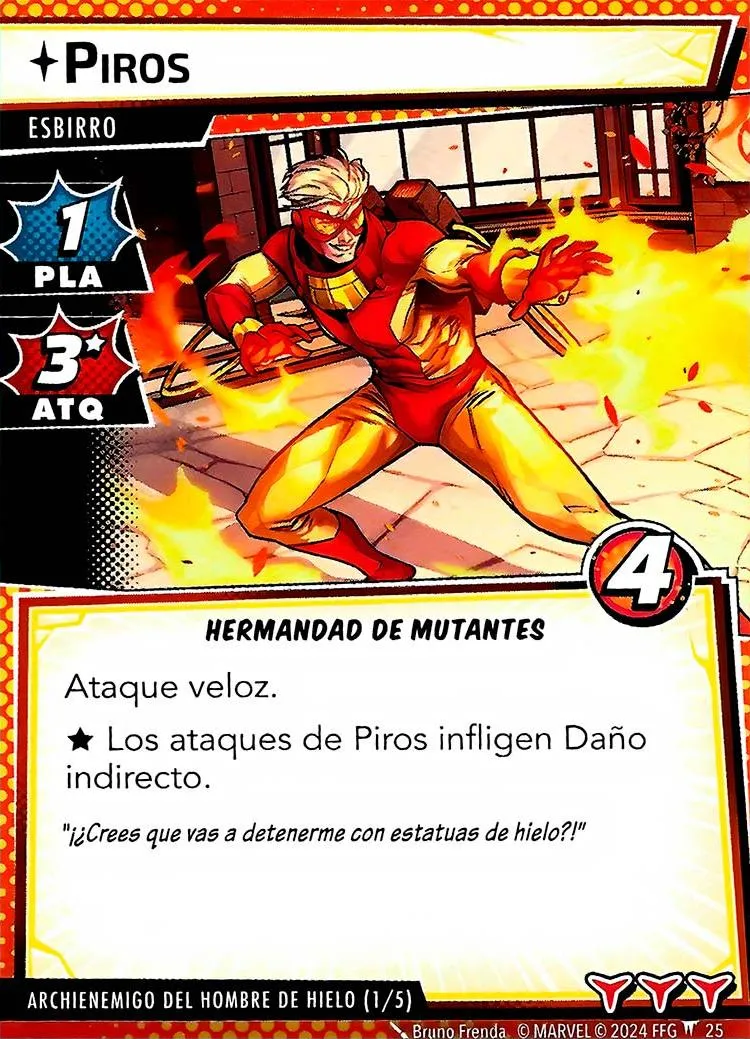 PIROS
ESBIRRO
1
PLA
3★
ATQ
4
HERMANDAD DE MUTANTES
Ataque veloz.
★ Los ataques de Piros infligen Daño
indirecto.
"¡¿Crees que vas a detenerme con estatuas de hielo?!"
ARCHIENEMIGO DEL HOMBRE DE HIELO (1/5)
Bruno Frenda. © MARVEL © 2024 FFG 25